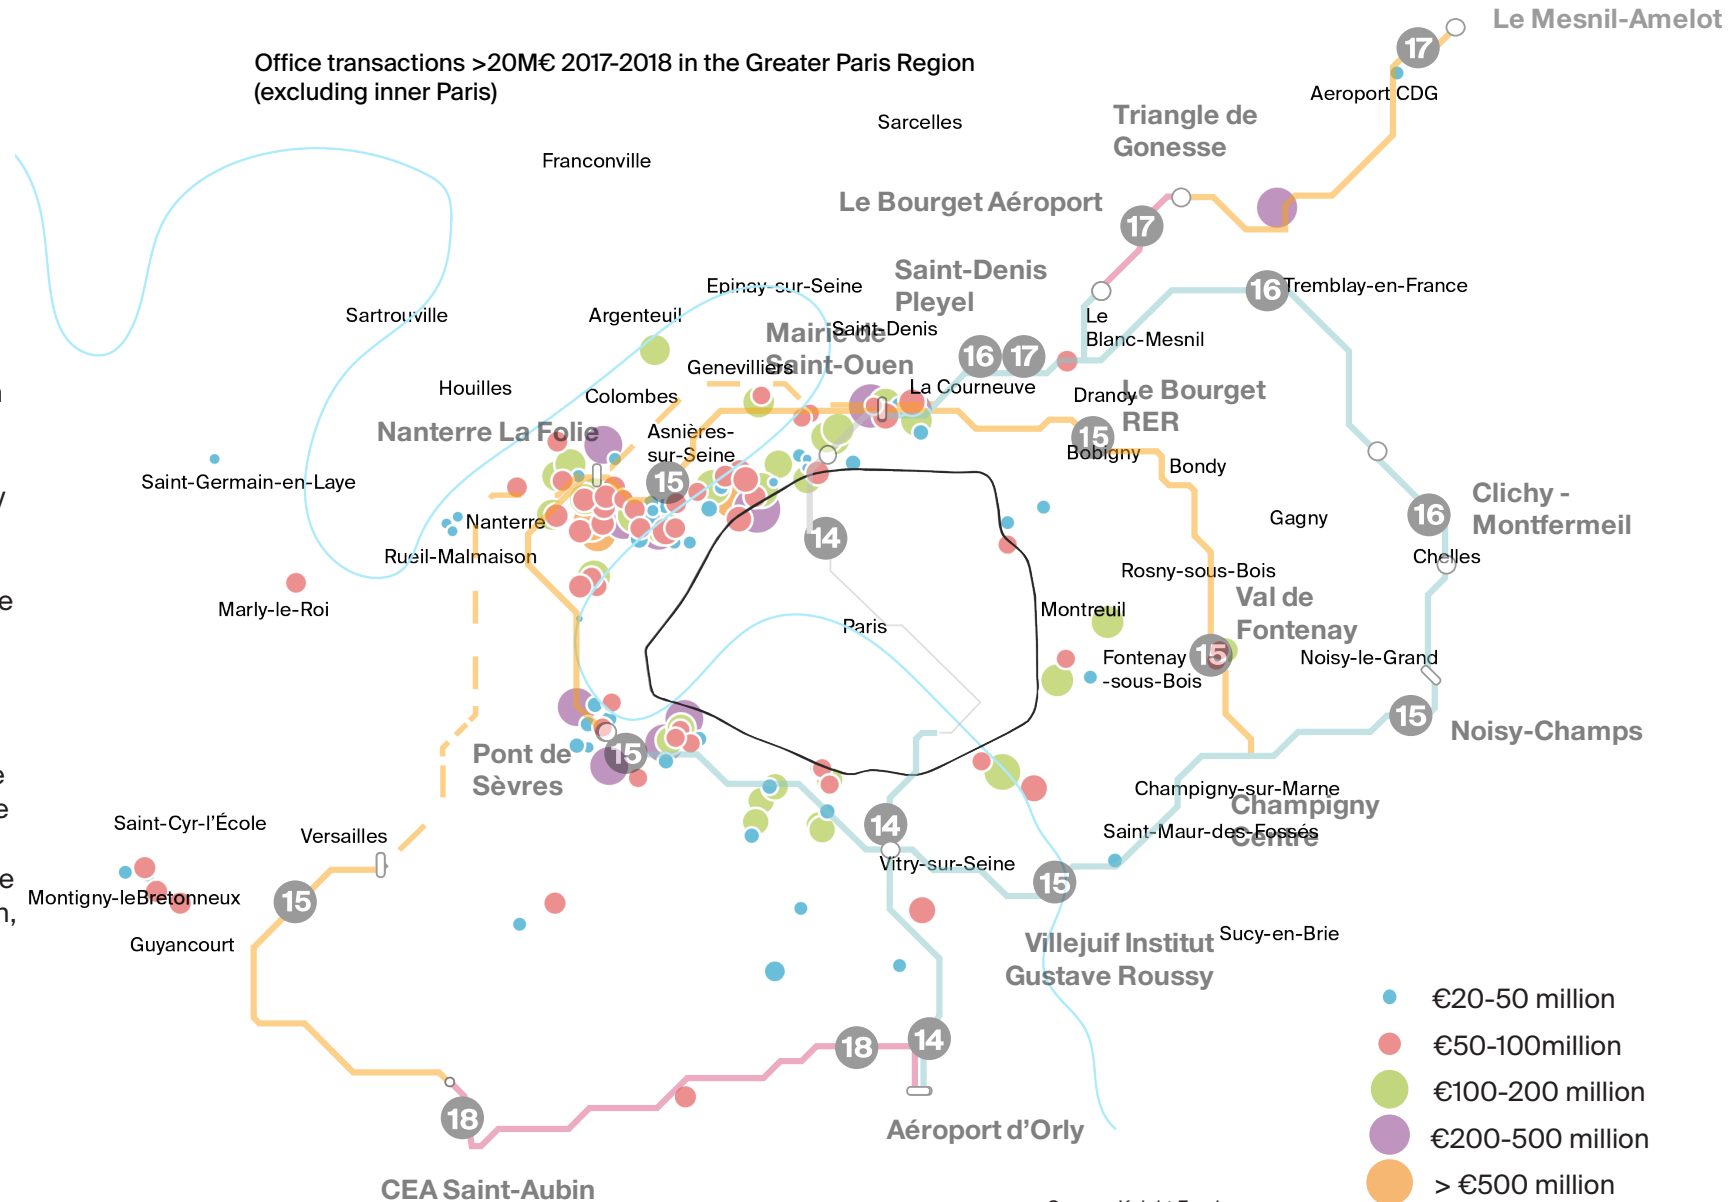 Le Mesnil-Amelot
17
Office transactions >20M€ 2017-2018 in the Greater Paris Region
(excluding inner Paris)
Aeroport CDG
Triangle de
Gonesse
Sarcelles
Franconville
Le Bourget Aéroport
17
Saint-Denis
Pleyel
Epinay-sur-Seine
16
Tremblay-en-France
Sartrouville
Argenteuil
Saint-Denis
Mairie de
Saint-Ouen
Le
Blanc-Mesnil
16
17
Genevilliers
Houilles
Colombes
La Courneuve
Drancy
Le Bourget
RER
Nanterre La Folie
Asnières-
sur-Seine
15
Bobigny
Bondy
Saint-Germain-en-Laye
15
Nanterre
14
Gagny
16
Clichy -
Montfermeil
Rueil-Malmaison
Chelles
Rosny-sous-Bois
Marly-le-Roi
Montreuil
Val de
Fontenay
Paris
15
Fontenay
-sous-Bois
Noisy-le-Grand
15
Noisy-Champs
Pont de
Sèvres
15
Champigny-sur-Marne
Champigny
Centre
Saint-Cyr-l'École
Versailles
14
Saint-Maur-des-Fossés
Vitry-sur-Seine
15
Montigny-leBretonneux
15
Guyancourt
Villejuif Institut
Gustave Roussy
Sucy-en-Brie
€20-50 million
€50-100million
€100-200 million
€200-500 million
> €500 million
18
14
18
Aéroport d'Orly
CEA Saint-Aubin